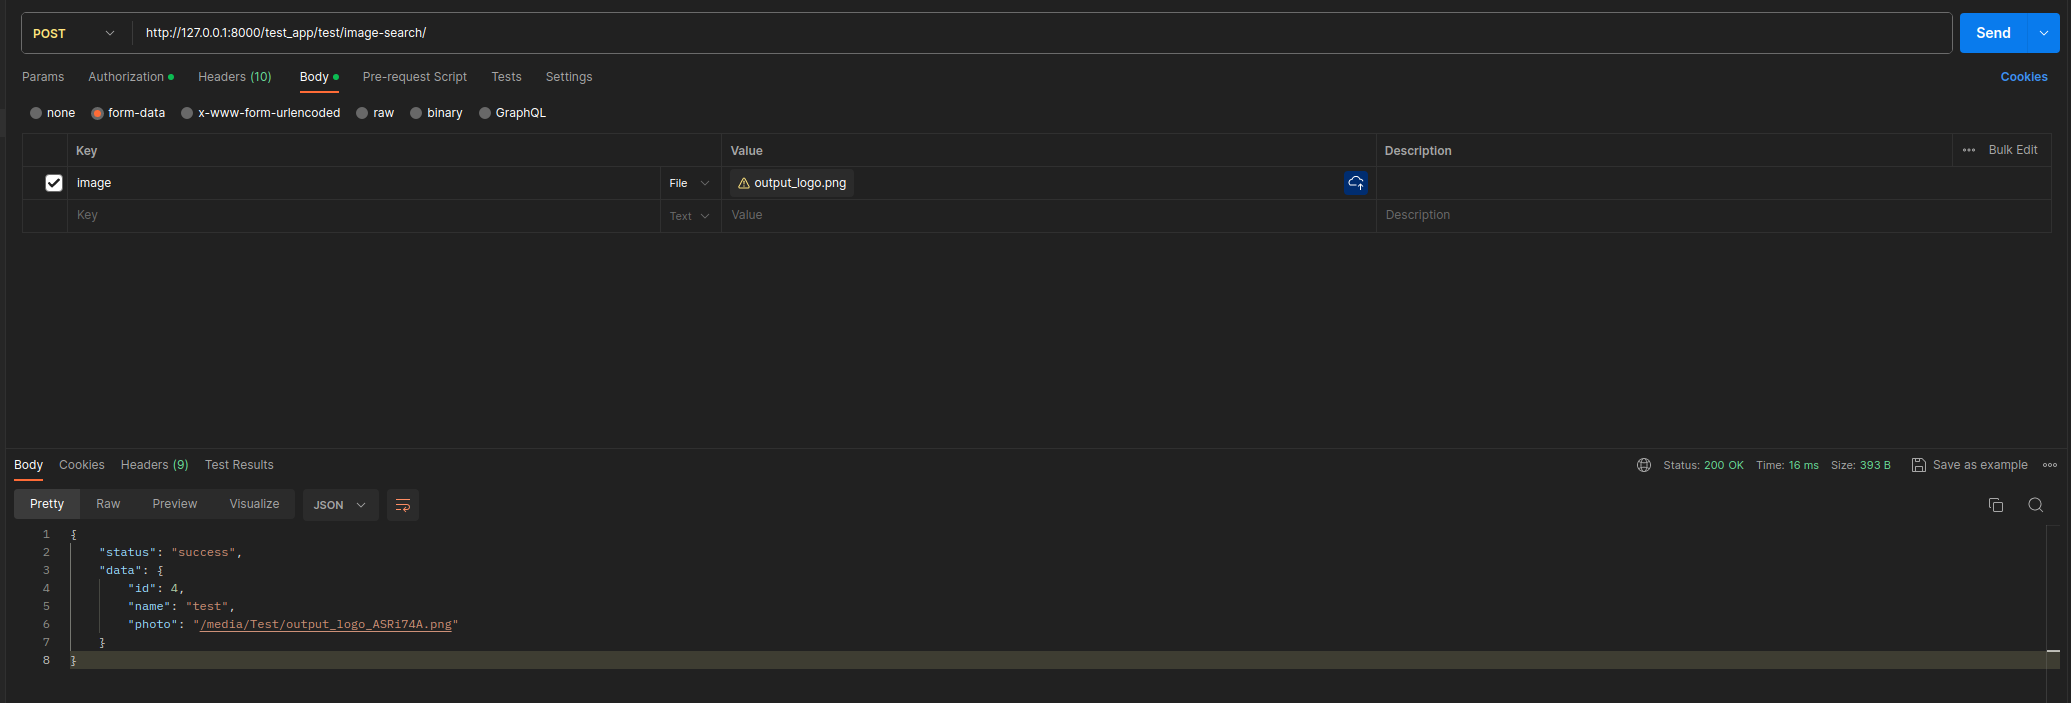 POST http://127.0.0.1:8000/test_app/test/image-search/ Send
Params Authorization Headers (10) Body Pre-request Script Tests Settings Cookies
none form-data x-www-form-urlencoded raw binary GraphQL
Key Value Description Bulk Edit
image File output_logo.png
Key Text Value Description
Body Cookies Headers (9) Test Results Status: 200 OK Time: 16 ms Size: 393 B Save as example
Pretty Raw Preview Visualize JSON
1 {
2 "status": "success",
3 "data": {
4 "id": 4,
5 "name": "test",
6 "photo": "/media/Test/output_logo_ASRi74A.png"
7 }
8 }